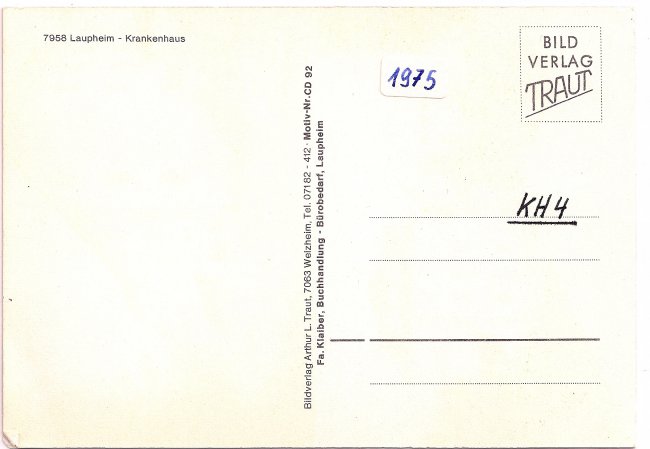 7958 Laupheim - Krankenhaus
1975
BILD
VERLAG
TRAUT
KH4
Bildverlag Arthur L. Traut, 7063 Welzheim, Tel. 07182 - 412 · Motiv-Nr. CD 92
Fa. Klaiber, Buchhandlung - Bürobedarf, Laupheim